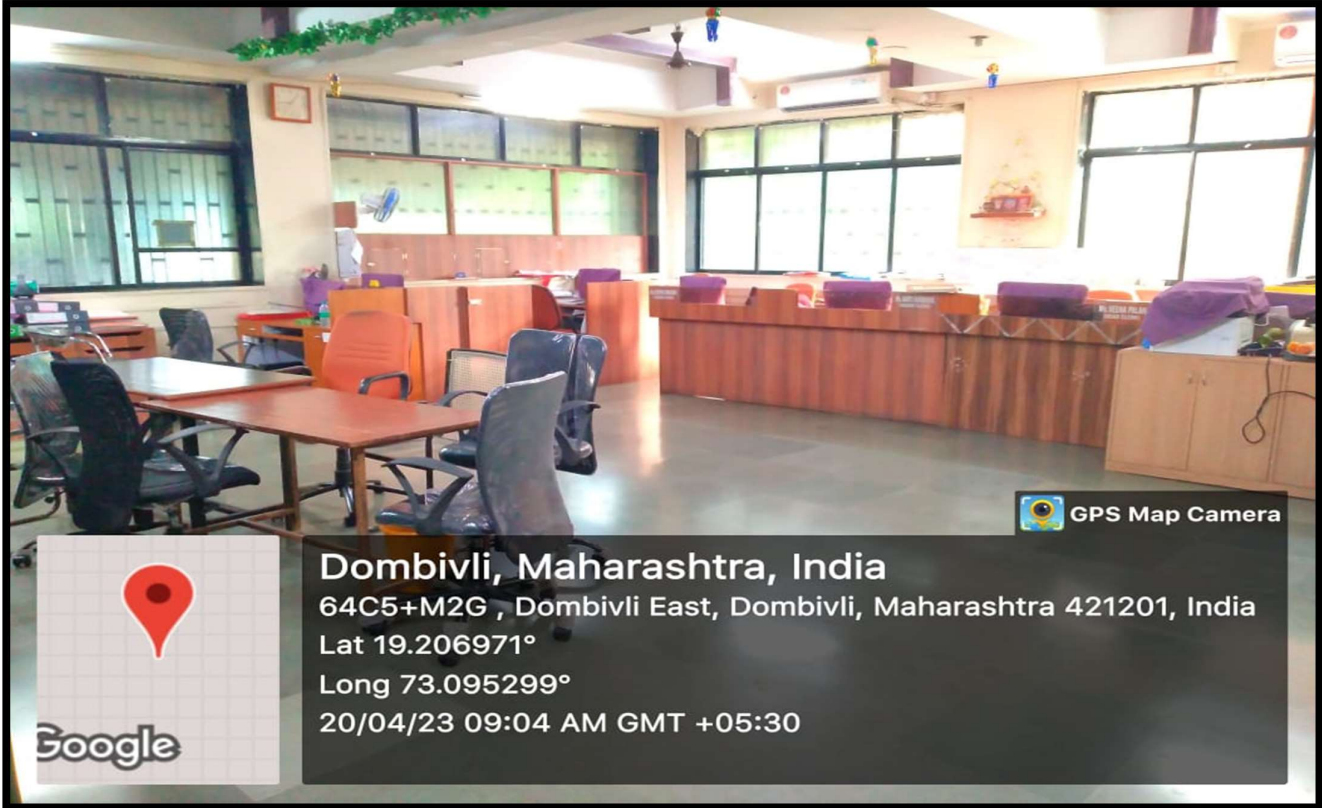 GPS Map Camera
Dombivli, Maharashtra, India
64C5+M2G , Dombivli East, Dombivli, Maharashtra 421201, India
Lat 19.206971°
Long 73.095299°
20/04/23 09:04 AM GMT +05:30
Google